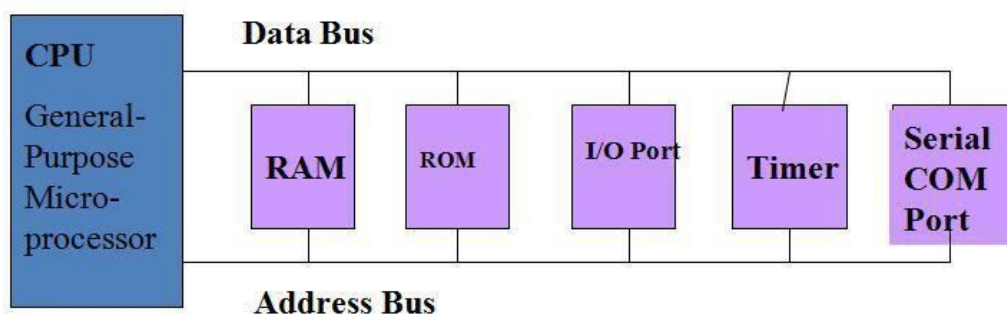 Data Bus
CPU
General-
Purpose
Micro-
processor
RAM
ROM
I/O Port
Timer
Serial
COM
Port
Address Bus